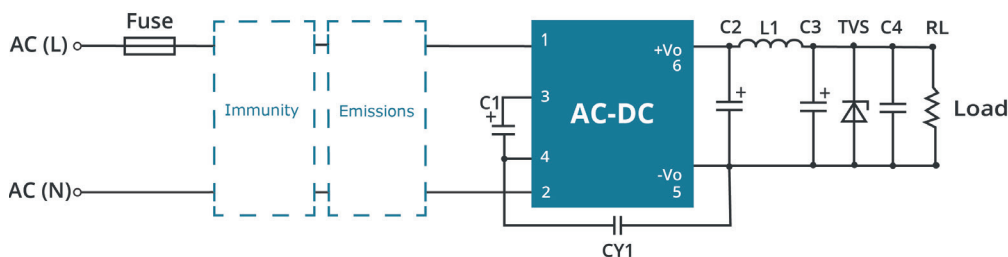 Fuse
AC (L)
Immunity
Emissions
AC (N)
1
3
C1
+
4
2
AC-DC
+Vo
6
-Vo
5
CY1
C2
L1
C3
TVS
C4
RL
+
+
Load